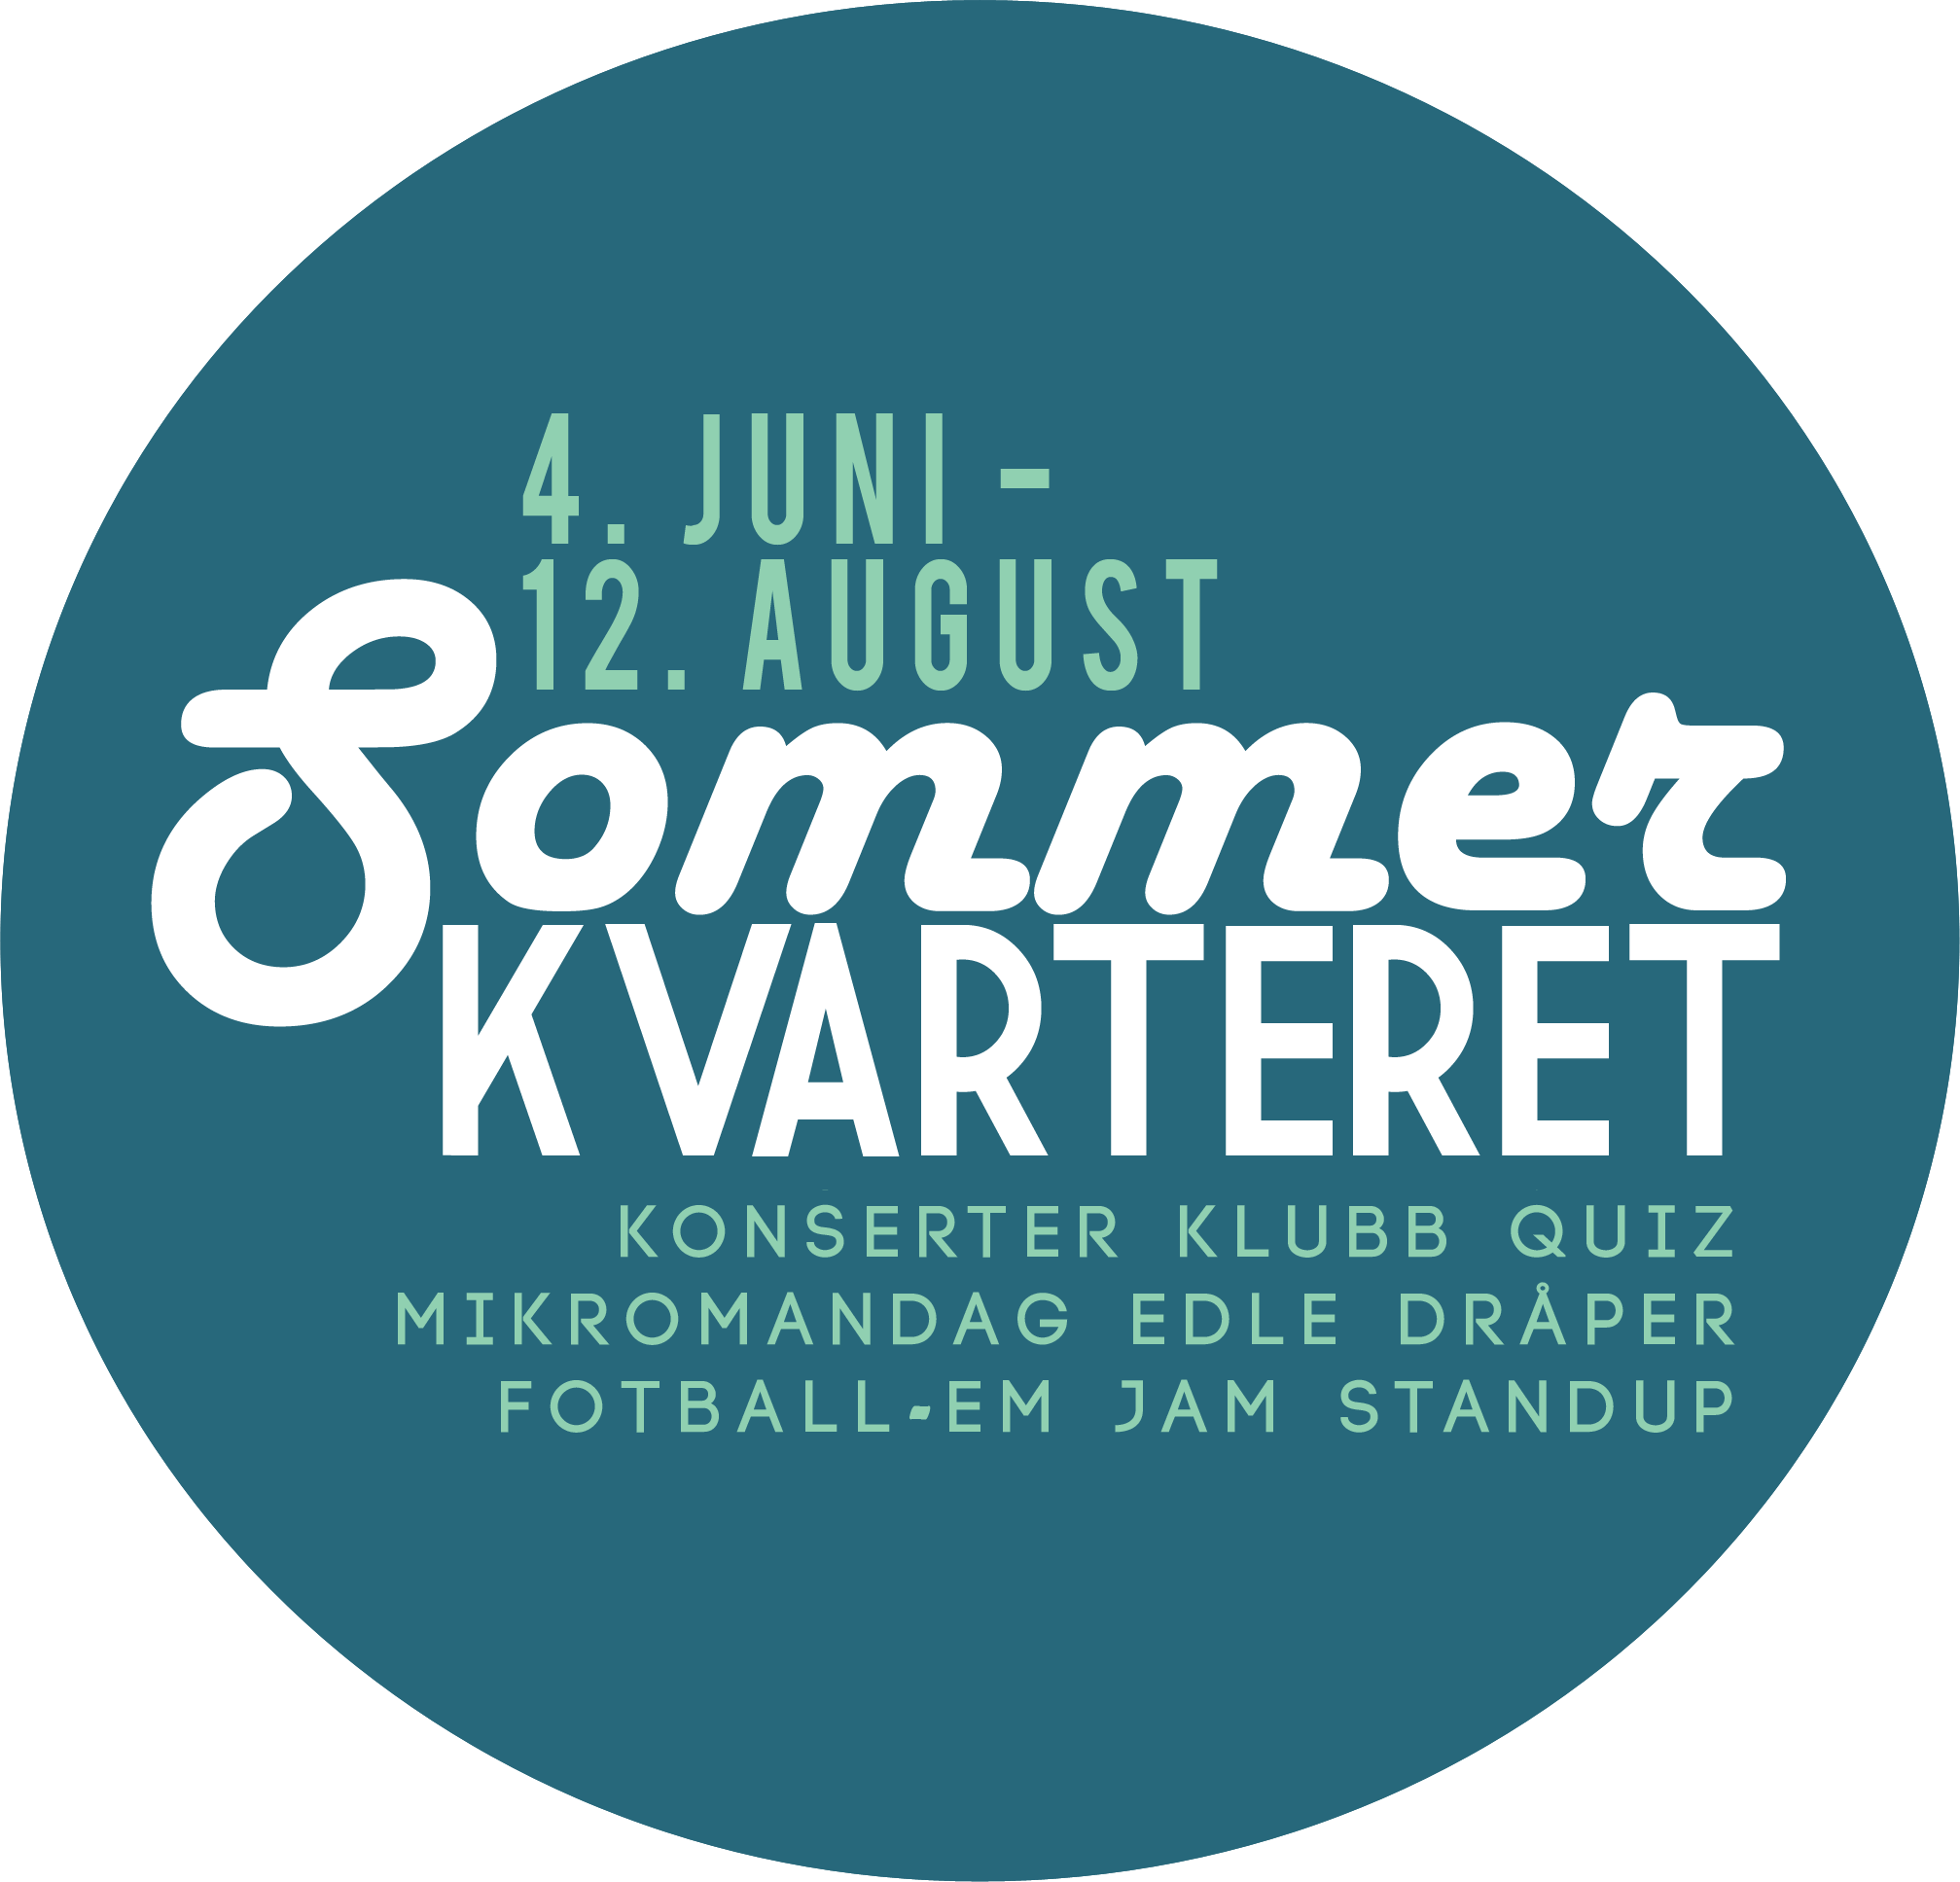 4. JUNI –
12. AUGUST
Sommer
KVARTERET
KONSERTER KLUBB QUIZ
MIKROMANDAG EDLE DRÅPER
FOTBALL-EM JAM STANDUP